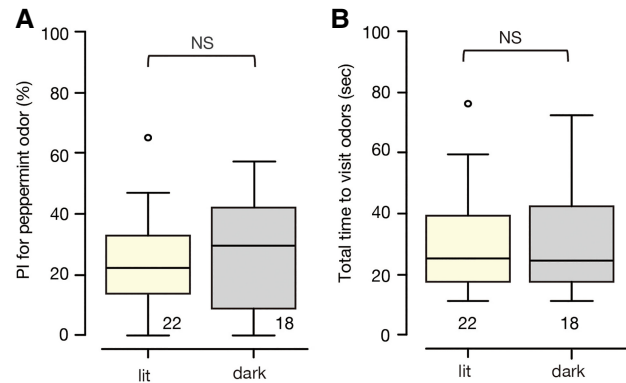 A
PI for peppermint odor (%)
100
80
60
40
20
0
NS
22
18
lit
dark
B
Total time to visit odors (sec)
100
80
60
40
20
0
NS
22
18
lit
dark